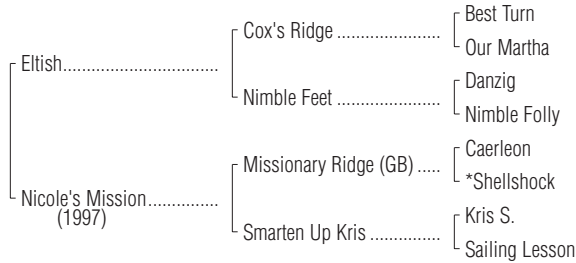 Best Turn
Cox's Ridge ......................
Our Martha
Eltish.................................
Danzig
Nimble Feet ......................
Nimble Folly
Caerleon
Missionary Ridge (GB) .....
*Shellshock
Nicole's Mission...............
(1997)
Kris S.
Smarten Up Kris ...............
Sailing Lesson